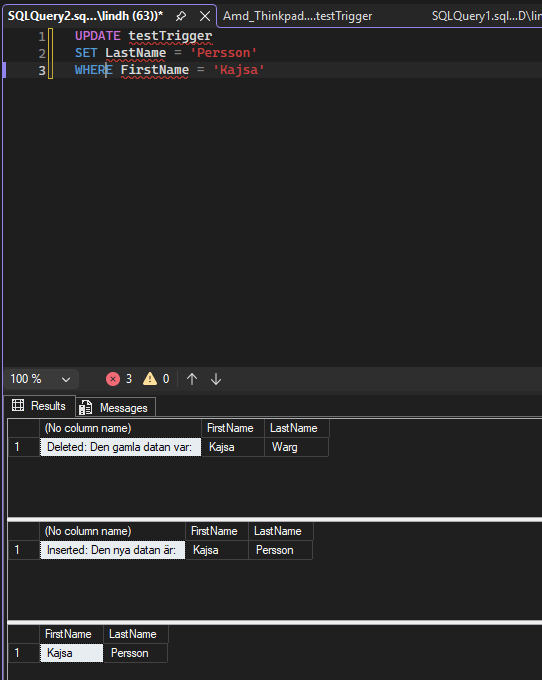 SQLQuery2.sq...\lindh (63))*
Amd_Thinkpad....testTrigger
SQLQuery1.sql...D\lin
1 UPDATE testTrigger
2 SET LastName = 'Persson'
3 WHERE FirstName = 'Kajsa'
100 %
3
0
Results
Messages
(No column name) FirstName LastName
1 Deleted: Den gamla datan var: Kajsa Warg
(No column name) FirstName LastName
1 Inserted: Den nya datan är: Kajsa Persson
FirstName LastName
1 Kajsa Persson